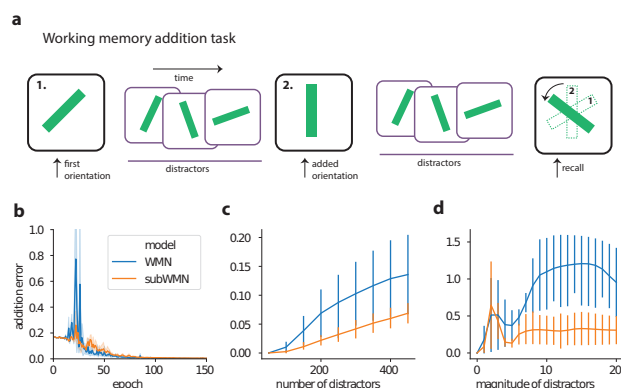 a
Working memory addition task
1.
time
2.
2
1
first
orientation
distractors
added
orientation
distractors
recall
b
c
d
addition error
1.0
0.8
0.6
0.4
0.2
0.0
model
WMN
subWMN
0
50
100
150
epoch
0.20
0.15
0.10
0.05
0.00
200
400
number of distractors
1.5
1.0
0.5
0.0
0
10
20
magnitude of distractors